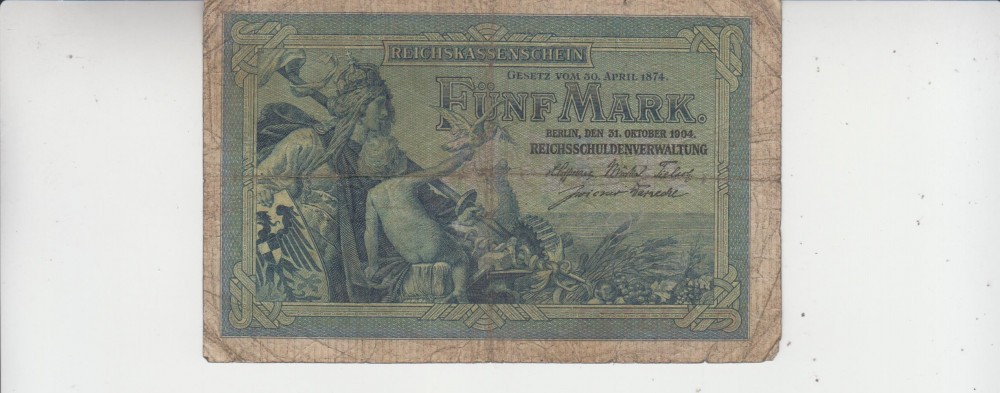 REICHSKASSENSCHEIN
GESETZ VOM 30. APRIL 1874.
FÜNF MARK.
BERLIN, DEN 31. OKTOBER 1904.
REICHSSCHULDENVERWALTUNG